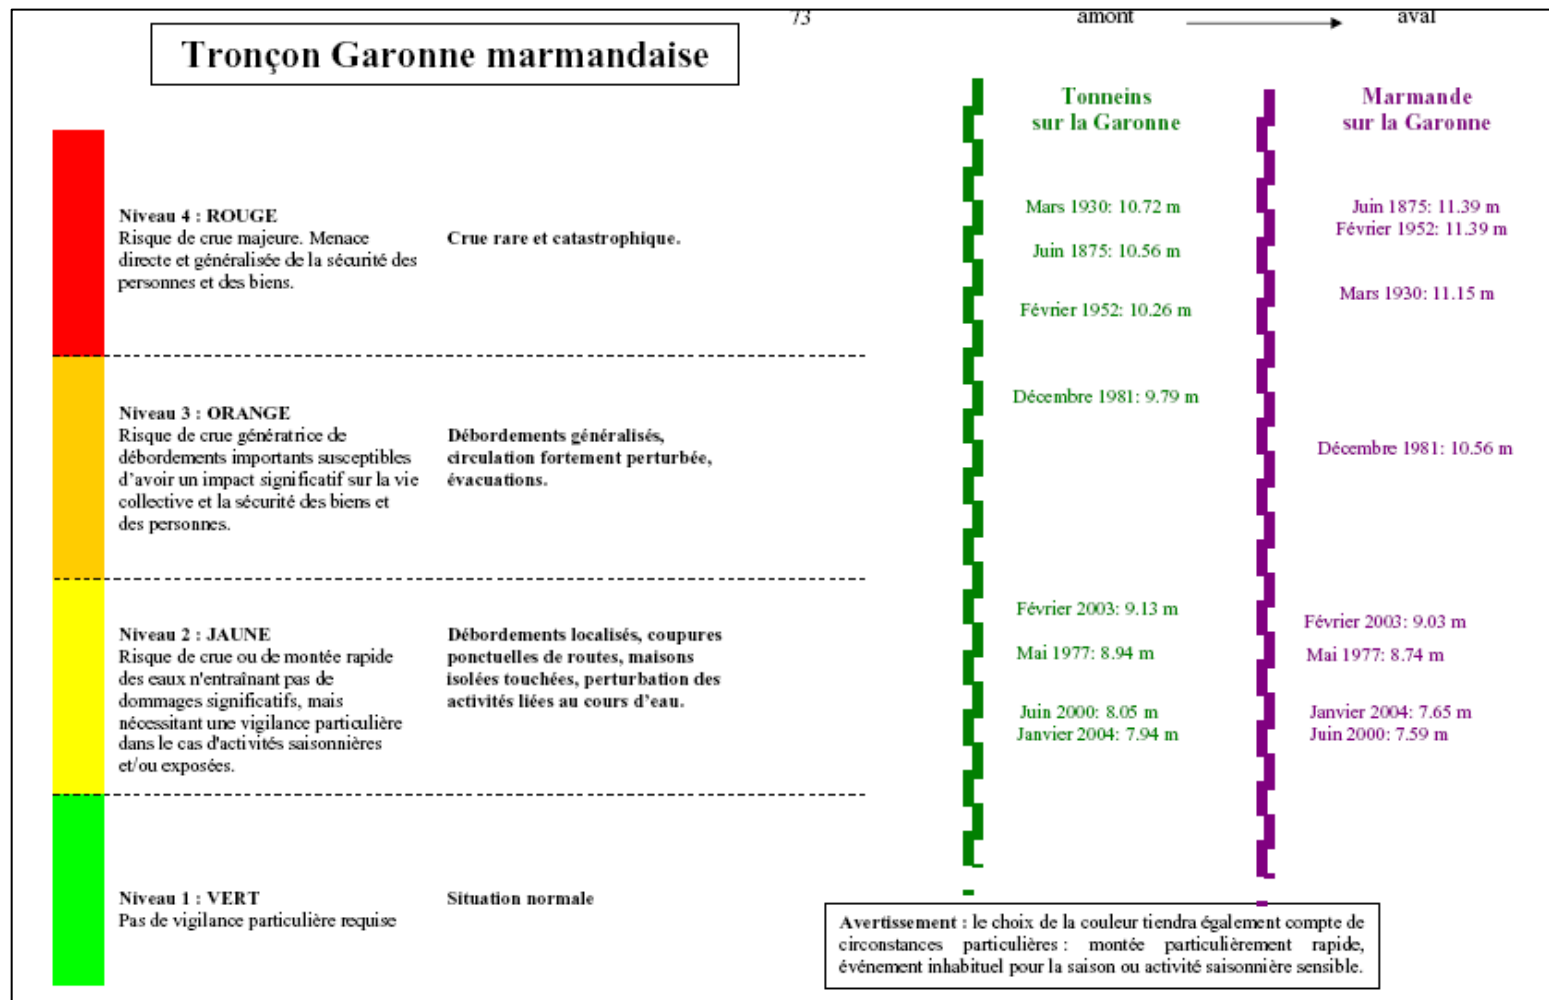 73
amont
aval
Tronçon Garonne marmandaise
Tonneins
sur la Garonne
Marmande
sur la Garonne
Niveau 4 : ROUGE
Risque de crue majeure. Menace
directe et généralisée de la sécurité des
personnes et des biens.
Crue rare et catastrophique.
Mars 1930: 10.72 m
Juin 1875: 10.56 m
Février 1952: 10.26 m
Juin 1875: 11.39 m
Février 1952: 11.39 m
Mars 1930: 11.15 m
Niveau 3 : ORANGE
Risque de crue génératrice de
débordements importants susceptibles
d'avoir un impact significatif sur la vie
collective et la sécurité des biens et
des personnes.
Débordements généralisés,
circulation fortement perturbée,
évacuations.
Décembre 1981: 9.79 m
Décembre 1981: 10.56 m
Niveau 2 : JAUNE
Risque de crue ou de montée rapide
des eaux n'entraînant pas de
dommages significatifs, mais
nécessitant une vigilance particulière
dans le cas d'activités saisonnières
et/ou exposées.
Débordements localisés, coupures
ponctuelles de routes, maisons
isolées touchées, perturbation des
activités liées au cours d'eau.
Février 2003: 9.13 m
Mai 1977: 8.94 m
Juin 2000: 8.05 m
Janvier 2004: 7.94 m
Février 2003: 9.03 m
Mai 1977: 8.74 m
Janvier 2004: 7.65 m
Juin 2000: 7.59 m
Niveau 1 : VERT
Pas de vigilance particulière requise
Situation normale
Avertissement : le choix de la couleur tiendra également compte de
circonstances particulières : montée particulièrement rapide,
événement inhabituel pour la saison ou activité saisonnière sensible.